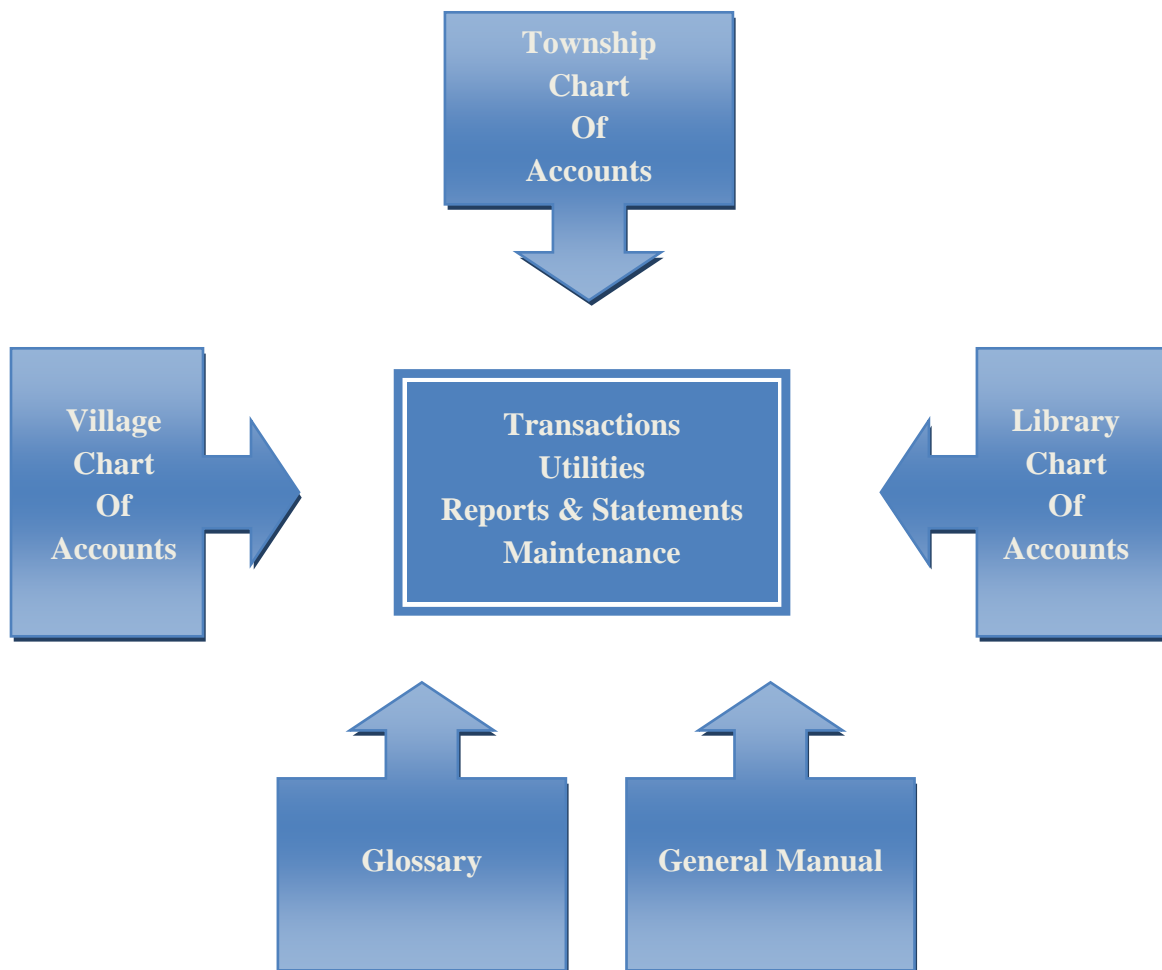 Township
Chart
Of
Accounts
Village
Chart
Of
Accounts
Transactions
Utilities
Reports & Statements
Maintenance
Library
Chart
Of
Accounts
Glossary
General Manual